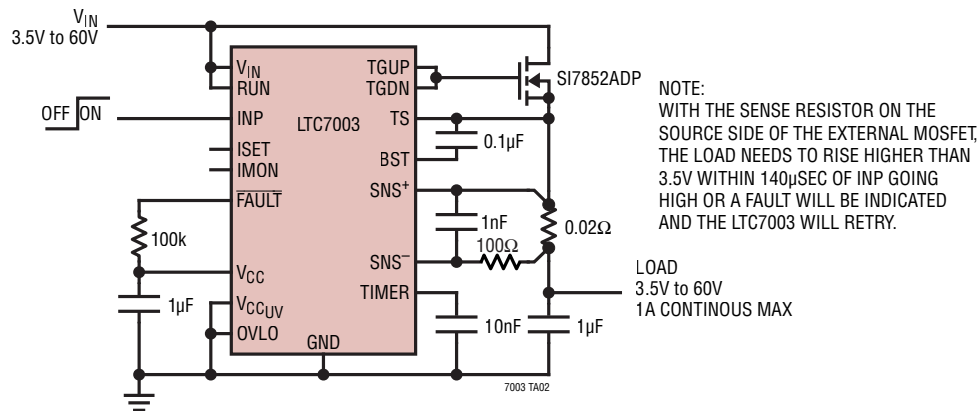 VIN
3.5V to 60V
VIN
RUN
OFF ON
INP
ISET
IMON
FAULT
100k
VCC
1µF
VCCUV
OVLO
GND
LTC7003
TGUP
TGDN
TS
BST
SNS+
SNS–
TIMER
SI7852ADP
0.1µF
1nF
100Ω
0.02Ω
10nF
1µF
LOAD
3.5V to 60V
1A CONTINOUS MAX
NOTE:
WITH THE SENSE RESISTOR ON THE
SOURCE SIDE OF THE EXTERNAL MOSFET,
THE LOAD NEEDS TO RISE HIGHER THAN
3.5V WITHIN 140µSEC OF INP GOING
HIGH OR A FAULT WILL BE INDICATED
AND THE LTC7003 WILL RETRY.
7003 TA02